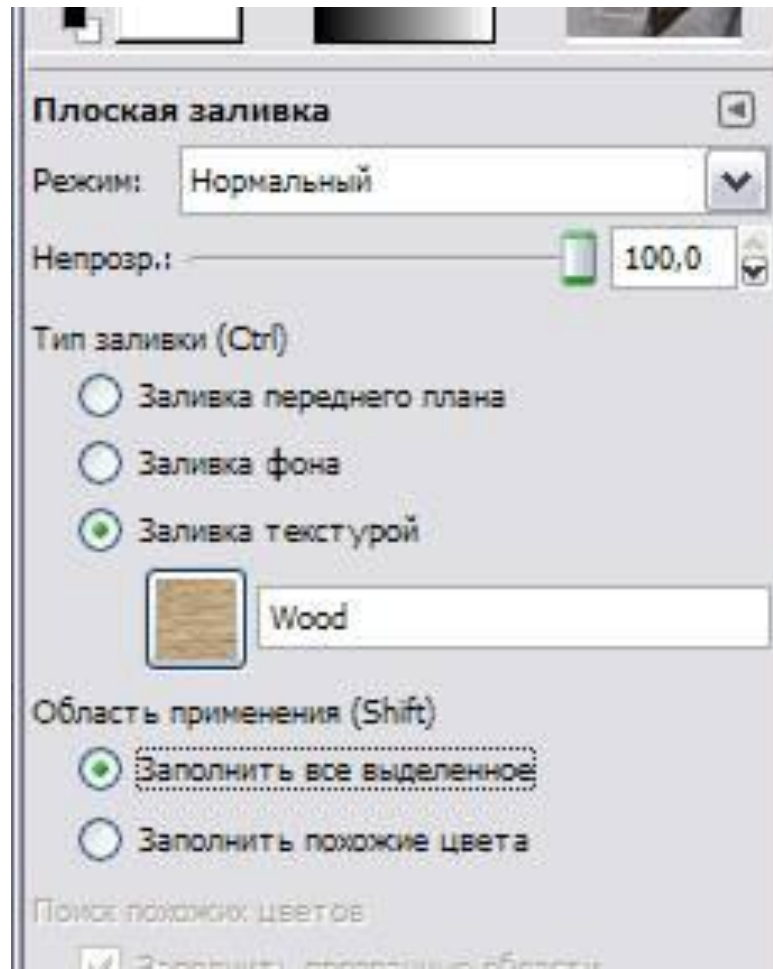 Плоская заливка
Режим: Нормальный
Непрозр.: 100,0
Тип заливки (Ctrl)
Заливка переднего плана
Заливка фона
Заливка текстурой
Wood
Область применения (Shift)
Заполнить все выделенное
Заполнить похожие цвета
Поиск похожих цветов